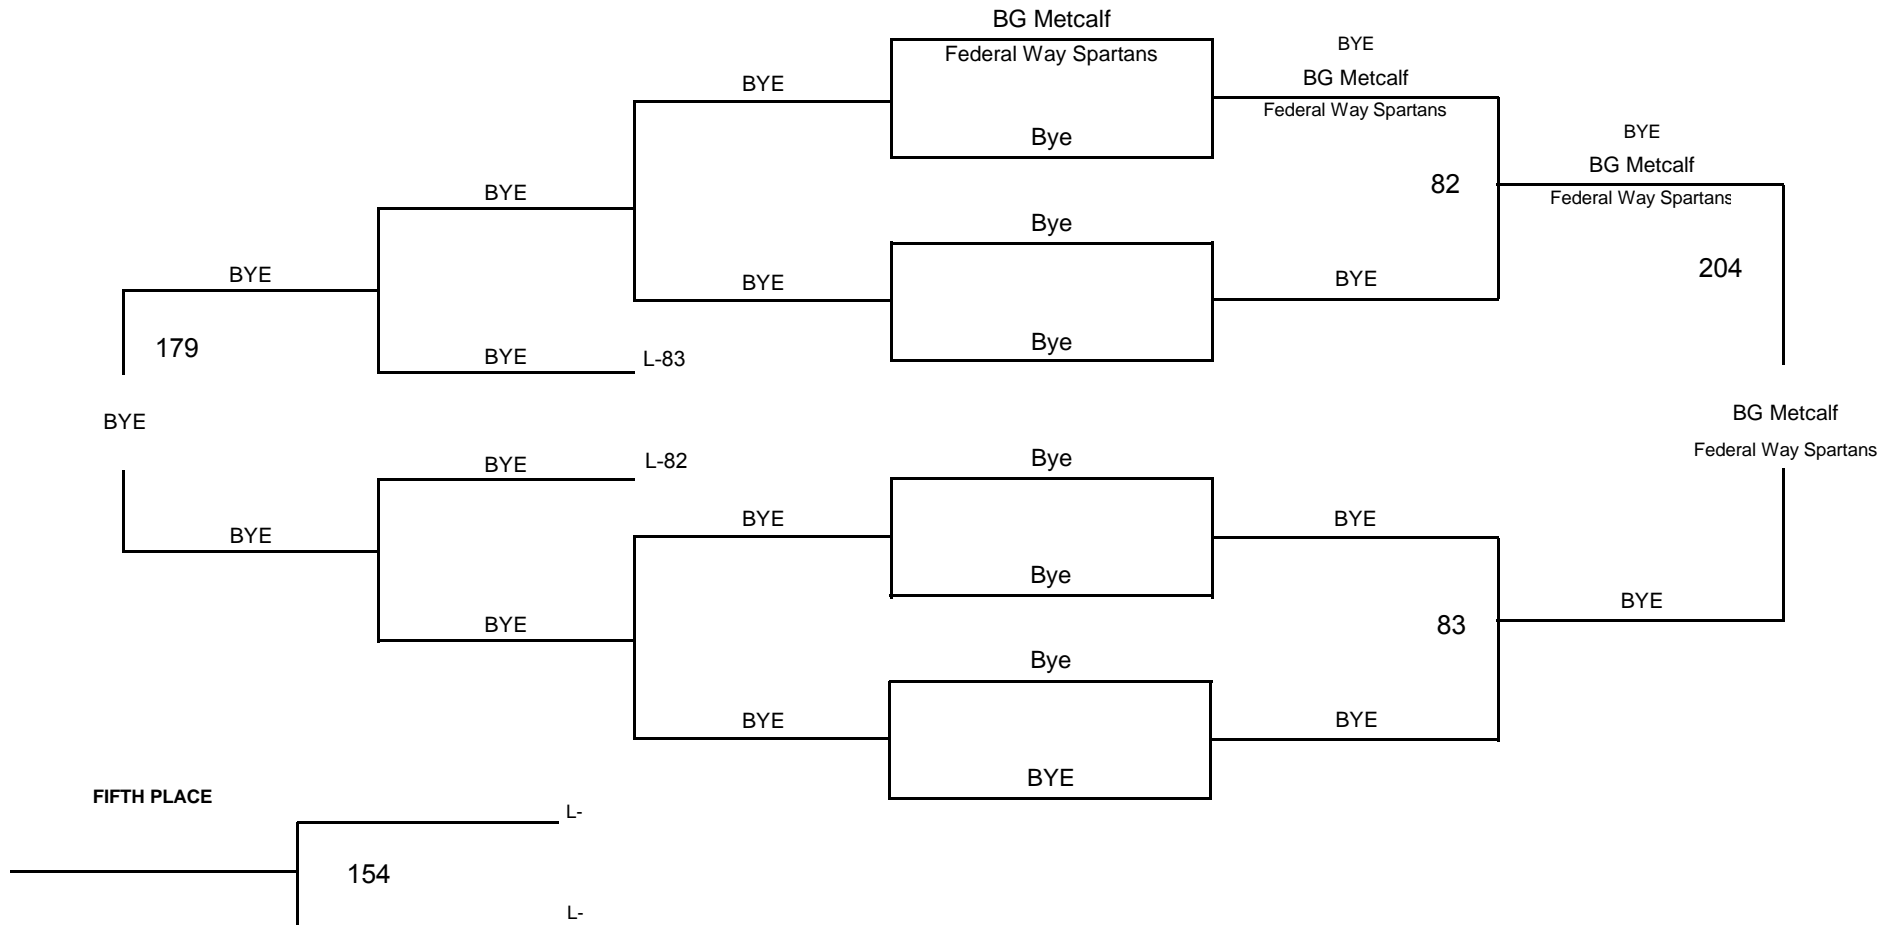 BG Metcalf
Federal Way Spartans
BYE
BG Metcalf
Federal Way Spartans
BYE
Bye
BYE
BG Metcalf
Federal Way Spartans
82
BYE
Bye
204
BYE
BYE
BYE
179
Bye
BYE
L-83
BYE
BG Metcalf
Federal Way Spartans
BYE
L-82
Bye
BYE
BYE
BYE
Bye
BYE
83
BYE
Bye
BYE
BYE
BYE
FIFTH PLACE
L-
154
L-